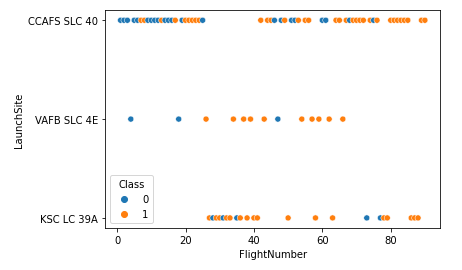 CCAFS SLC 40
VAFB SLC 4E
KSC LC 39A
LaunchSite
Class
0
1
0 20 40 60 80
FlightNumber